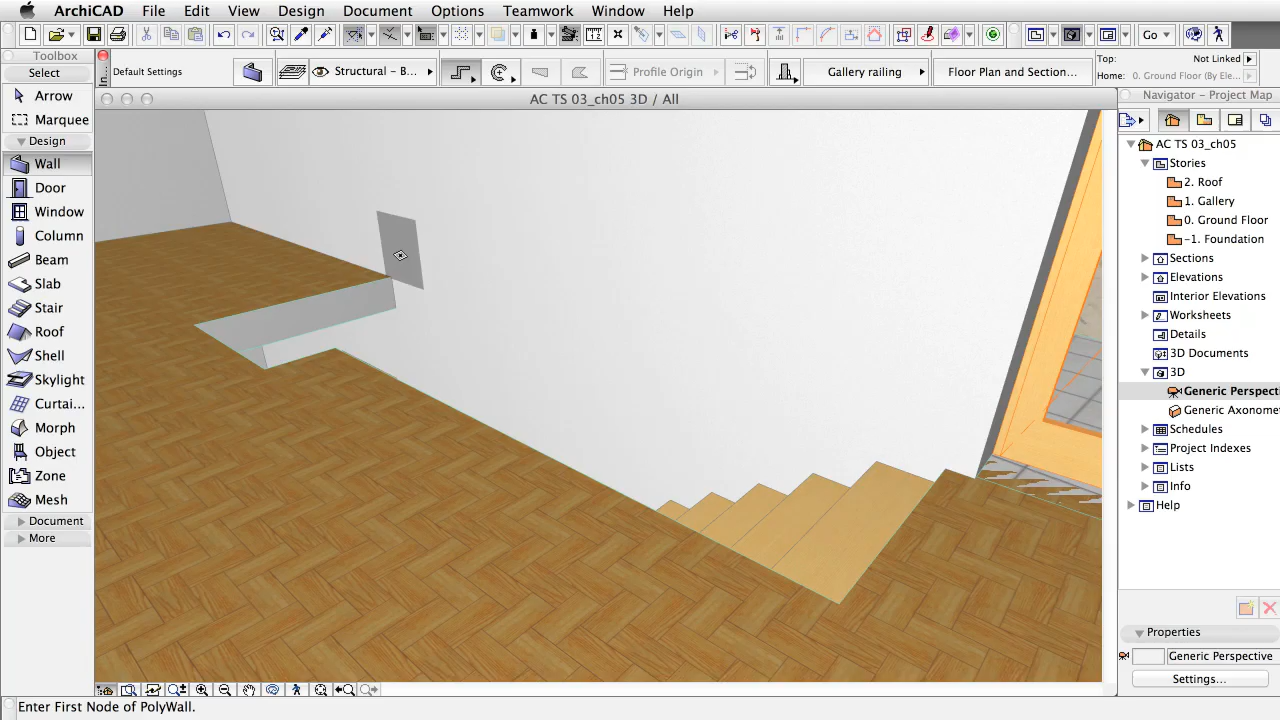 ArchiCAD File Edit View Design Document Options Teamwork Window Help
Toolbox
Go
Select
Default Settings
Structural - B...
Profile Origin
Gallery railing
Floor Plan and Section...
Not Linked
Home: 0. Ground Floor (By Ele...
Arrow
Marquee
Design
Wall
Door
Window
Column
Beam
Slab
Stair
Roof
Shell
Skylight
Curtai...
Morph
Object
Zone
Mesh
Document
More
AC TS 03_ch05 3D / All
Navigator - Project Map
AC TS 03_ch05
Stories
2. Roof
1. Gallery
0. Ground Floor
-1. Foundation
Sections
Elevations
Interior Elevations
Worksheets
Details
3D Documents
3D
Generic Perspecti
Generic Axonome
Schedules
Project Indexes
Lists
Info
Help
Properties
Generic Perspective
Settings...
Enter First Node of PolyWall.